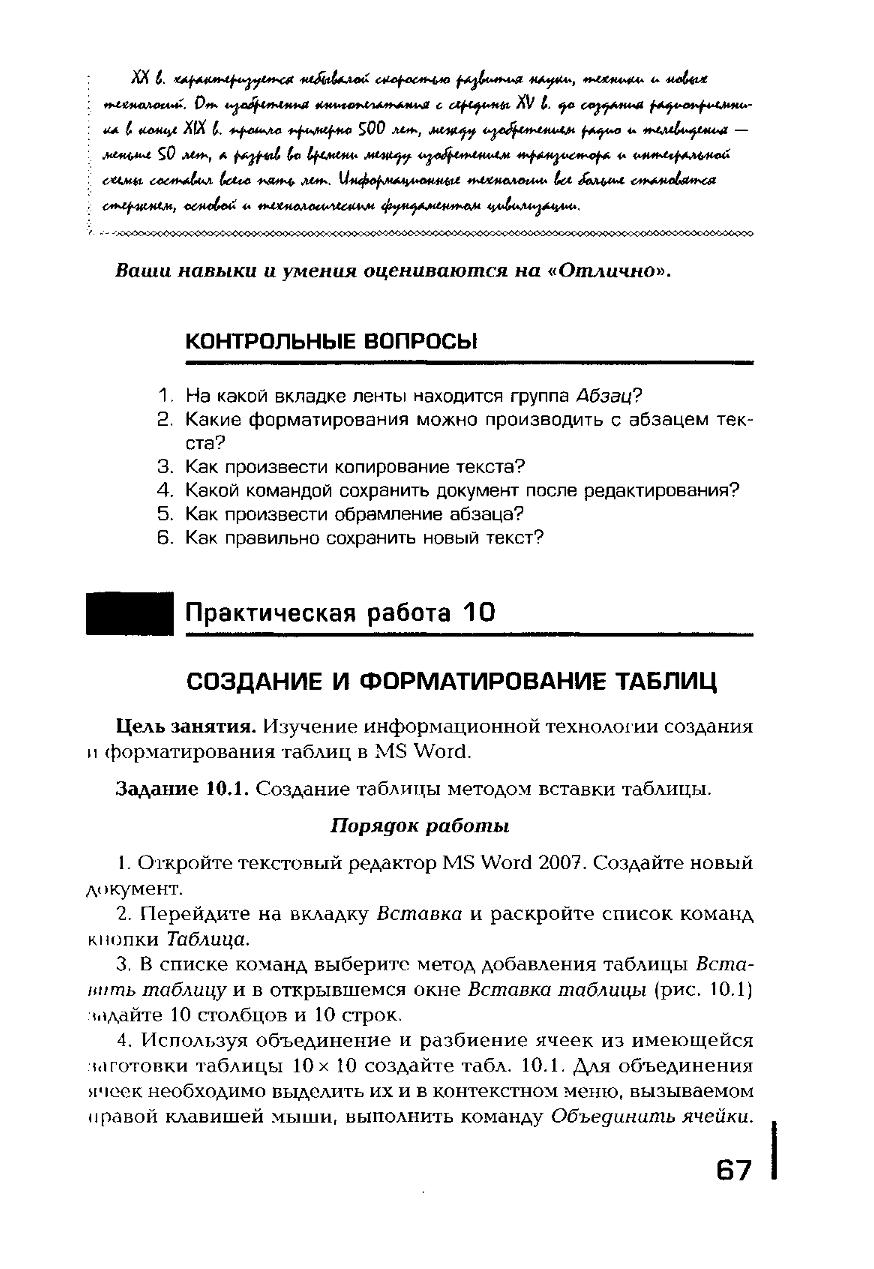 XX в. характеризуется небывалой скоростью развития науки, техники и новых
технологий. От изобретения книгопечатания с середины XV в. до создания радиоприемни-
ка в конце XIX в. прошло примерно 500 лет, между изобретением радио и телевидения —
меньше 50 лет, а разрыв во времени между изобретением транзистора и интегральной
схемы составил всего пять лет. Информационные технологии все больше становятся
стержнем, основой и технологическим фундаментом цивилизации.
Ваши навыки и умения оцениваются на «Отлично».
КОНТРОЛЬНЫЕ ВОПРОСЫ
1. На какой вкладке ленты находится группа Абзац?
2. Какие форматирования можно производить с абзацем тек-
ста?
3. Как произвести копирование текста?
4. Какой командой сохранить документ после редактирования?
5. Как произвести обрамление абзаца?
6. Как правильно сохранить новый текст?
Практическая работа 10
СОЗДАНИЕ И ФОРМАТИРОВАНИЕ ТАБЛИЦ
Цель занятия. Изучение информационной технологии создания
и форматирования таблиц в MS Word.
Задание 10.1. Создание таблицы методом вставки таблицы.
Порядок работы
1. Откройте текстовый редактор MS Word 2007. Создайте новый
документ.
2. Перейдите на вкладку Вставка и раскройте список команд
кнопки Таблица.
3. В списке команд выберите метод добавления таблицы Вста-
вить таблицу и в открывшемся окне Вставка таблицы (рис. 10.1)
задайте 10 столбцов и 10 строк.
4. Используя объединение и разбиение ячеек из имеющейся
заготовки таблицы 10 × 10 создайте табл. 10.1. Для объединения
ячеек необходимо выделить их и в контекстном меню, вызываемом
правой клавишей мыши, выполнить команду Объединить ячейки.
67